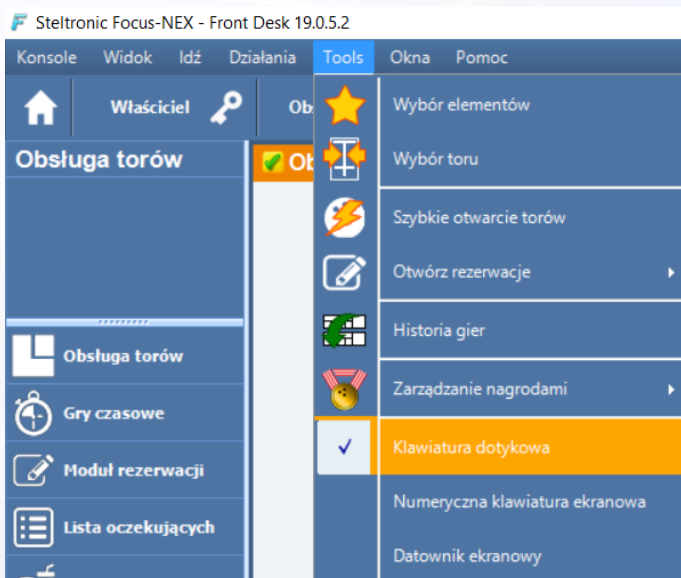 Steltronic Focus-NEX - Front Desk 19.0.5.2
Konsole Widok Idź Działania Tools Okna Pomoc
Właściciel
Obsługa torów
Wybór elementów
Wybór toru
Szybkie otwarcie torów
Otwórz rezerwacje
Historia gier
Zarządzanie nagrodami
Klawiatura dotykowa
Numeryczna klawiatura ekranowa
Datownik ekranowy
Obsługa torów
Gry czasowe
Moduł rezerwacji
Lista oczekujących